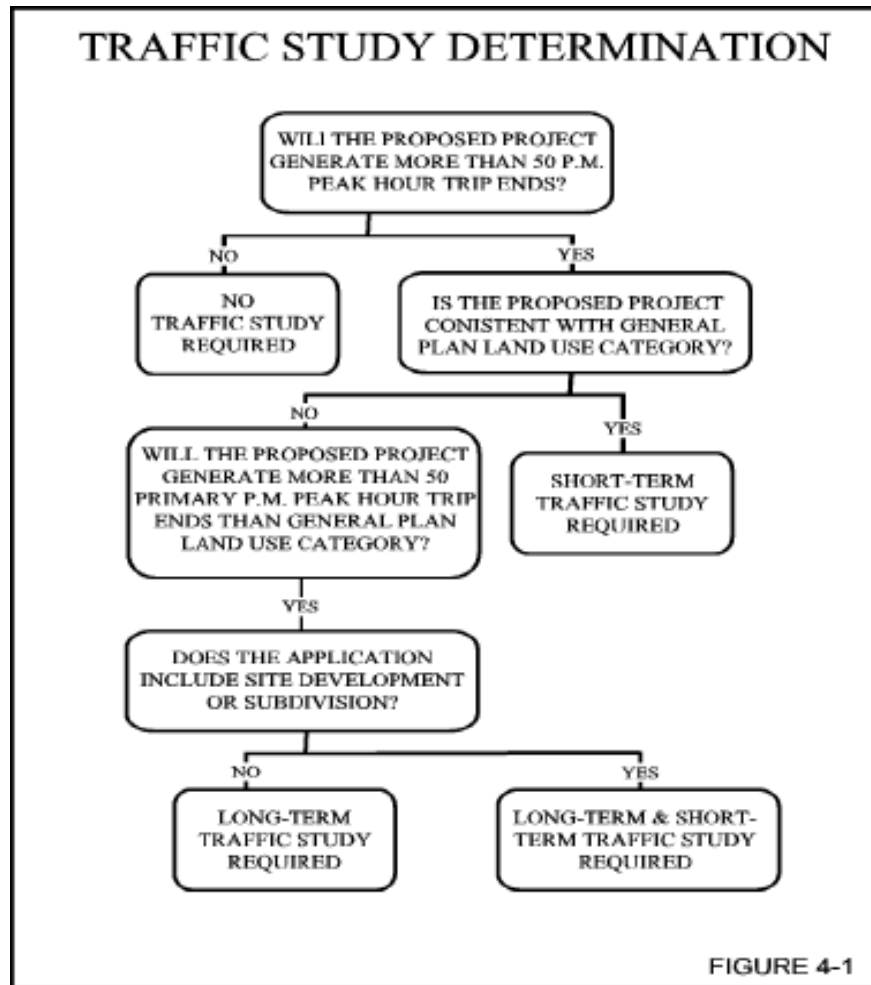 TRAFFIC STUDY DETERMINATION
WILl THE PROPOSED PROJECT
GENERATE MORE THAN 50 P.M.
PEAK HOUR TRIP ENDS?
NO
YES
NO
TRAFFIC STUDY
REQUIRED
IS THE PROPOSED PROJECT
CONISTENT WITH GENERAL
PLAN LAND USE CATEGORY?
NO
YES
WILL THE PROPOSED PROJECT
GENERATE MORE THAN 50
PRIMARY P.M. PEAK HOUR TRIP
ENDS THAN GENERAL PLAN
LAND USE CATEGORY?
SHORT-TERM
TRAFFIC STUDY
REQUIRED
YES
DOES THE APPLICATION
INCLUDE SITE DEVELOPMENT
OR SUBDIVISION?
NO
YES
LONG-TERM
TRAFFIC STUDY
REQUIRED
LONG-TERM & SHORT-
TERM TRAFFIC STUDY
REQUIRED
FIGURE 4-1